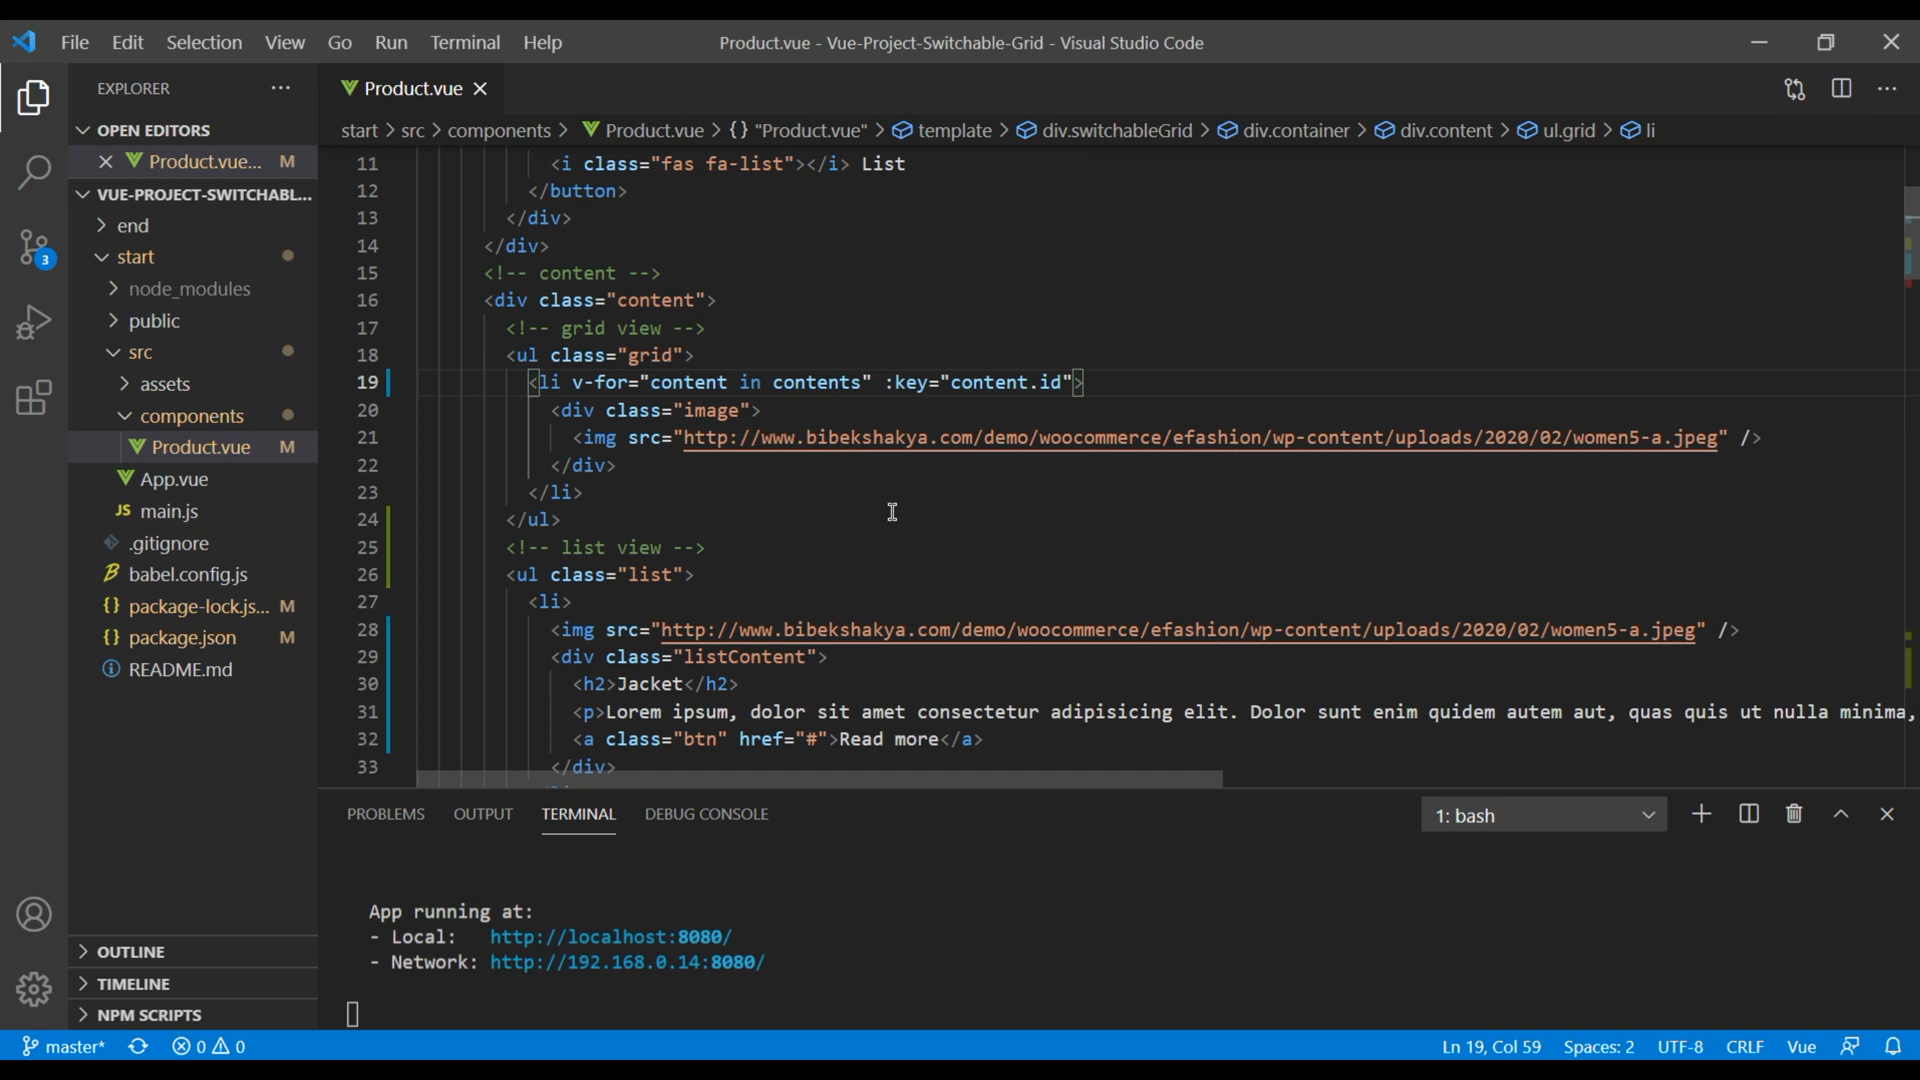 File Edit Selection View Go Run Terminal Help Product.vue - Vue-Project-Switchable-Grid - Visual Studio Code
EXPLORER ···
Product.vue
OPEN EDITORS
Product.vue... M
VUE-PROJECT-SWITCHABL...
end
start
node_modules
public
src
assets
components
Product.vue M
App.vue
JS main.js
.gitignore
babel.config.js
{} package-lock.js... M
{} package.json M
README.md
OUTLINE
TIMELINE
NPM SCRIPTS
3
start > src > components > Product.vue > {} "Product.vue" > template > div.switchableGrid > div.container > div.content > ul.grid > li
11 <i class="fas fa-list"></i> List
12 </button>
13 </div>
14 </div>
15 <!-- content -->
16 <div class="content">
17 <!-- grid view -->
18 <ul class="grid">
19 <li v-for="content in contents" :key="content.id">
20 <div class="image">
21 <img src="http://www.bibekshakya.com/demo/woocommerce/efashion/wp-content/uploads/2020/02/women5-a.jpeg" />
22 </div>
23 </li>
24 </ul>
25 <!-- list view -->
26 <ul class="list">
27 <li>
28 <img src="http://www.bibekshakya.com/demo/woocommerce/efashion/wp-content/uploads/2020/02/women5-a.jpeg" />
29 <div class="listContent">
30 <h2>Jacket</h2>
31 <p>Lorem ipsum, dolor sit amet consectetur adipisicing elit. Dolor sunt enim quidem autem aut, quas quis ut nulla minima,
32 <a class="btn" href="#">Read more</a>
33 </div>
PROBLEMS OUTPUT TERMINAL DEBUG CONSOLE 1: bash
App running at:
- Local: http://localhost:8080/
- Network: http://192.168.0.14:8080/
master* 0 0 Ln 19, Col 59 Spaces: 2 UTF-8 CRLF Vue